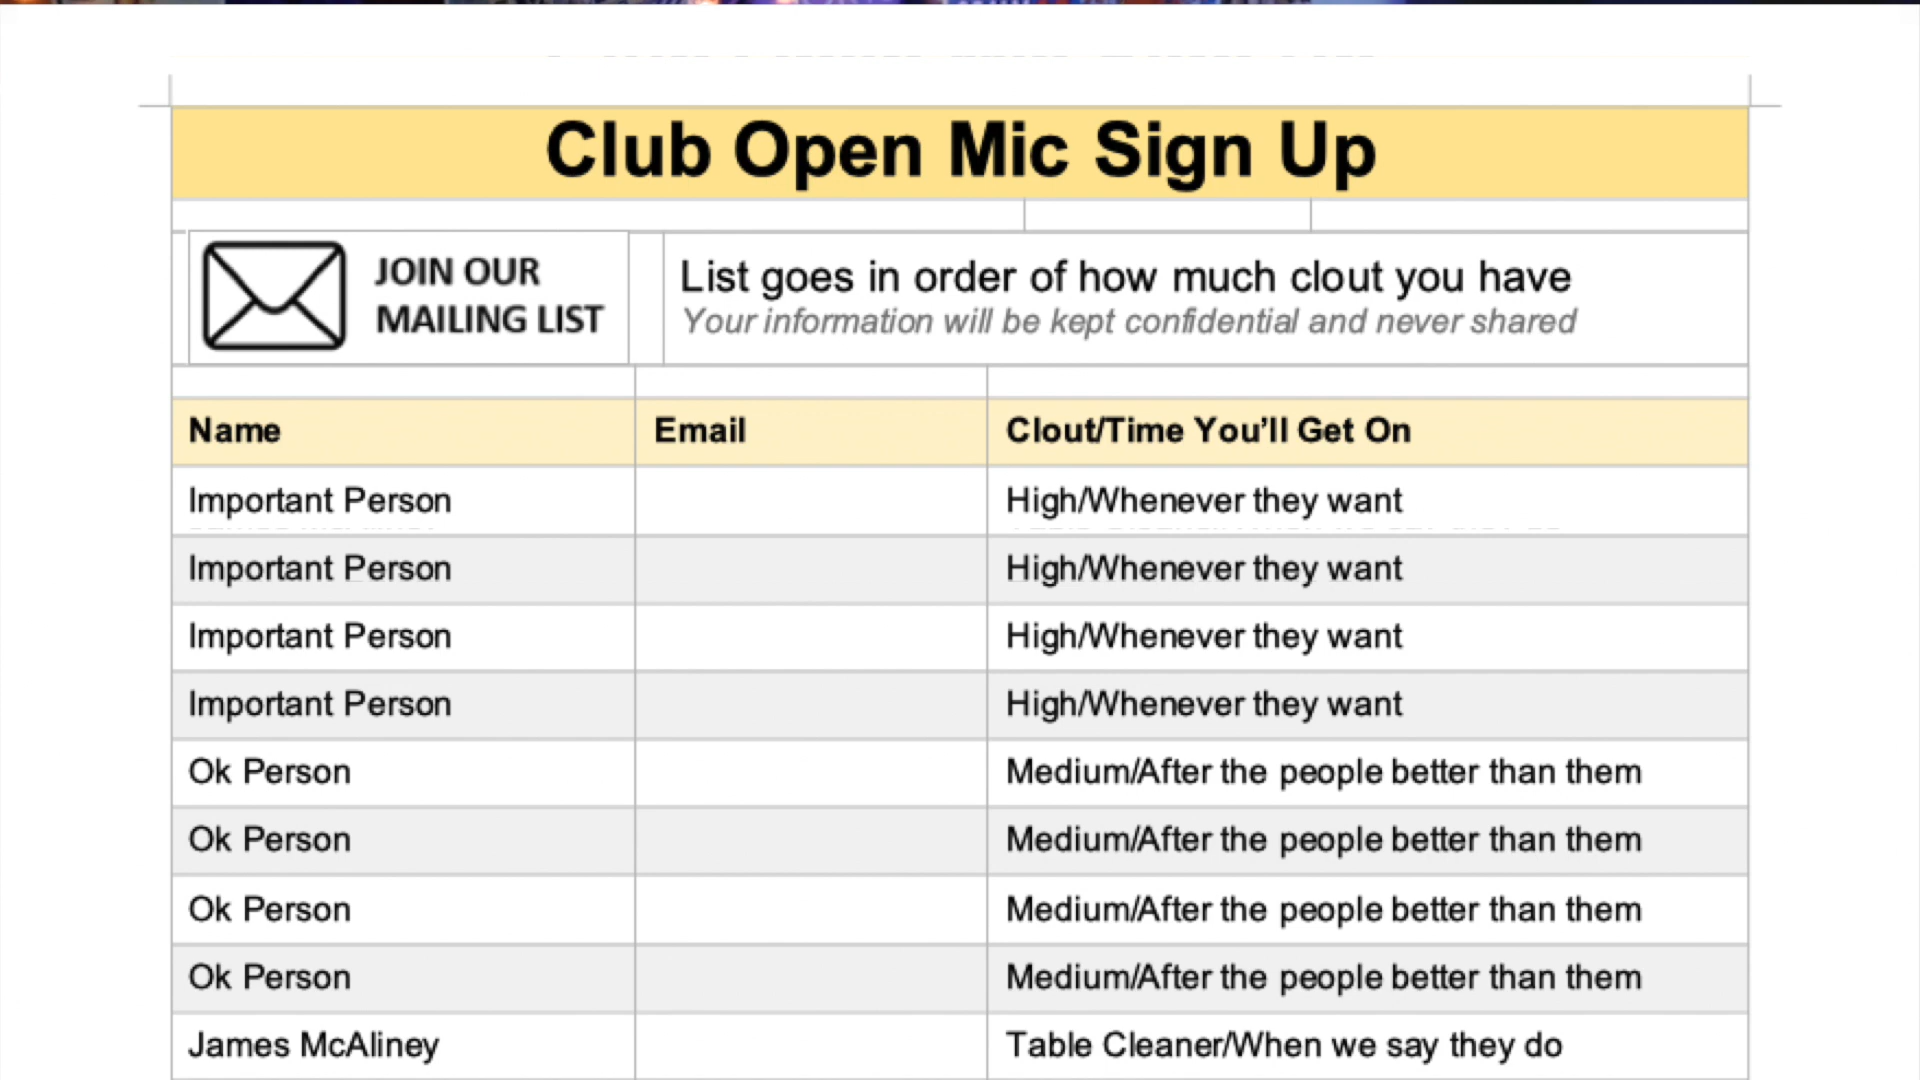 Club Open Mic Sign Up
JOIN OUR
MAILING LIST
List goes in order of how much clout you have
Your information will be kept confidential and never shared
Name Email Clout/Time You’ll Get On
Important Person High/Whenever they want
Important Person High/Whenever they want
Important Person High/Whenever they want
Important Person High/Whenever they want
Ok Person Medium/After the people better than them
Ok Person Medium/After the people better than them
Ok Person Medium/After the people better than them
Ok Person Medium/After the people better than them
James McAliney Table Cleaner/When we say they do